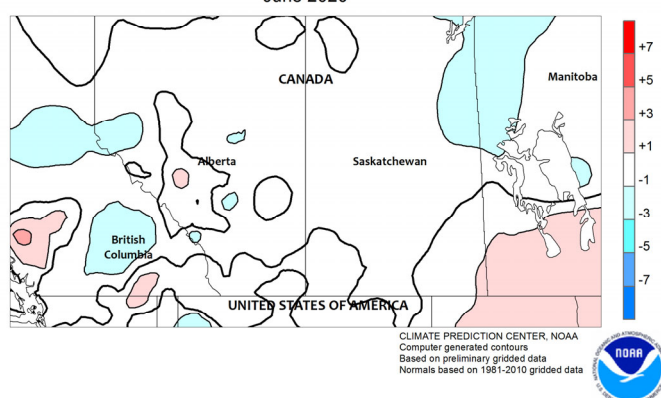 CANADA
Manitoba
Alberta
Saskatchewan
British
Columbia
UNITED STATES OF AMERICA
+7
+5
+3
+1
-1
-3
-5
-7
CLIMATE PREDICTION CENTER, NOAA
Computer generated contours
Based on preliminary gridded data
Normals based on 1981-2010 gridded data
NOAA